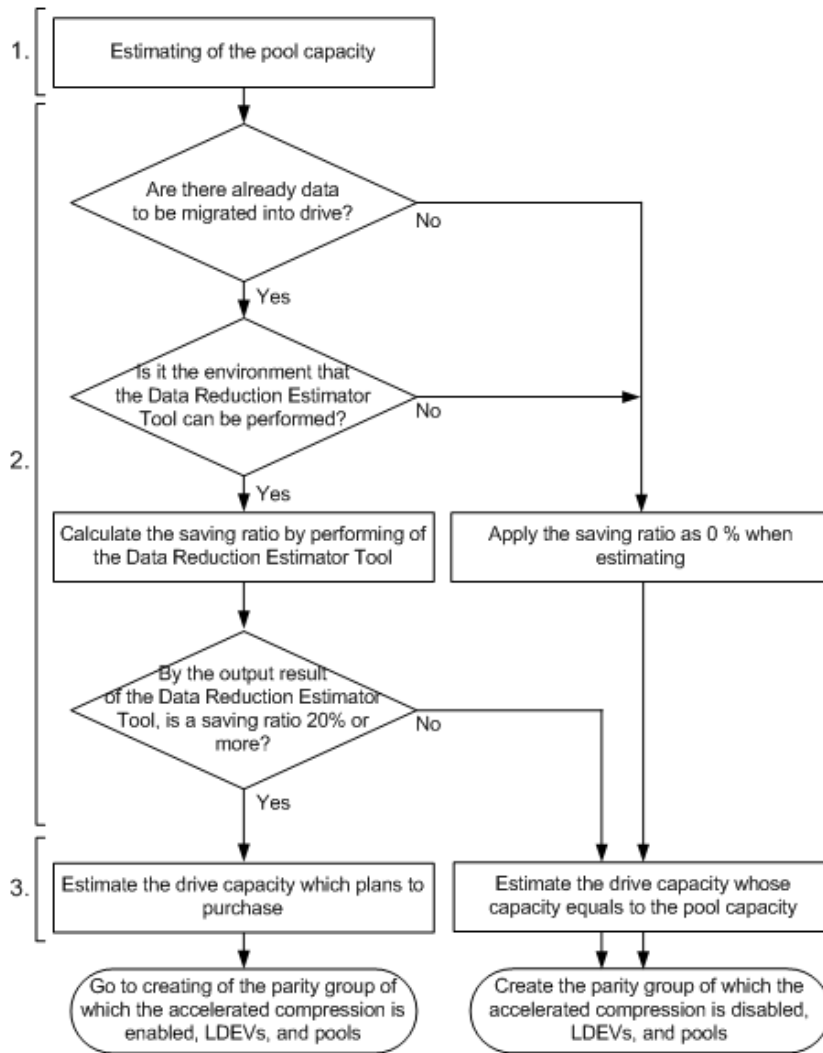 1.
Estimating of the pool capacity
2.
Are there already data
to be migrated into drive?
No
Yes
Is it the environment that
the Data Reduction Estimator
Tool can be performed?
No
Yes
Calculate the saving ratio by performing of
the Data Reduction Estimator Tool
Apply the saving ratio as 0 % when
estimating
By the output result
of the Data Reduction Estimator
Tool, is a saving ratio 20% or
more?
No
Yes
3.
Estimate the drive capacity which plans to
purchase
Estimate the drive capacity whose
capacity equals to the pool capacity
Go to creating of the parity group of
which the accelerated compression is
enabled, LDEVs, and pools
Create the parity group of which the
accelerated compression is disabled,
LDEVs, and pools